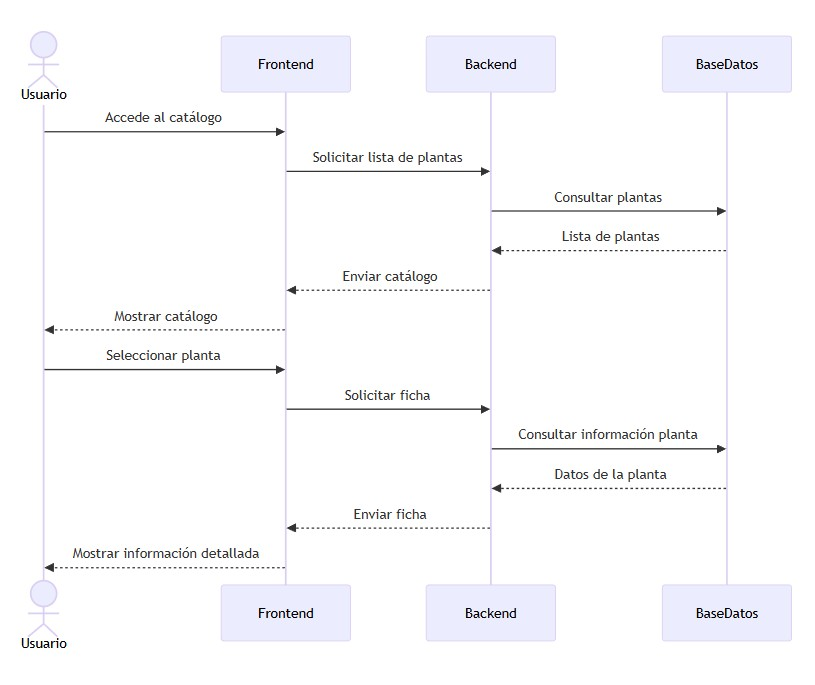 Usuario
Frontend
Backend
BaseDatos
Accede al catálogo
Solicitar lista de plantas
Consultar plantas
Lista de plantas
Enviar catálogo
Mostrar catálogo
Seleccionar planta
Solicitar ficha
Consultar información planta
Datos de la planta
Enviar ficha
Mostrar información detallada
Usuario
Frontend
Backend
BaseDatos